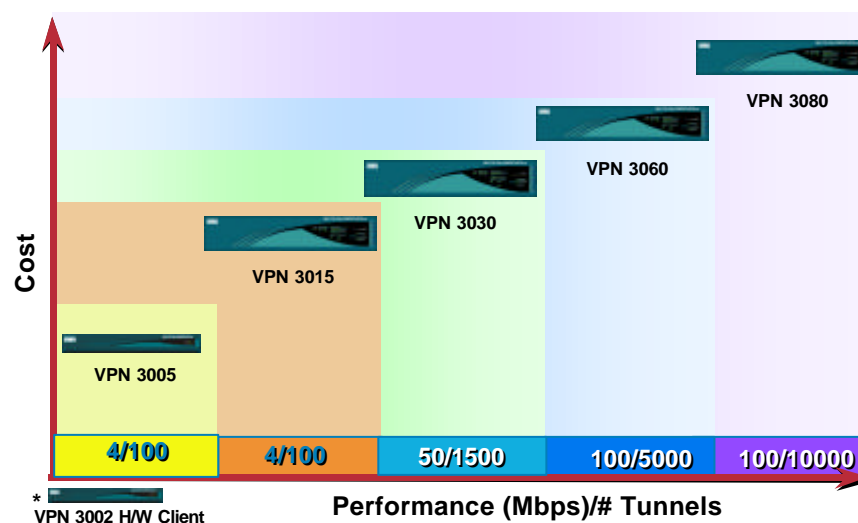 Cost
VPN 3080
VPN 3060
VPN 3030
VPN 3015
VPN 3005
4/100
4/100
50/1500
100/5000
100/10000
*
VPN 3002 H/W Client
Performance (Mbps)/# Tunnels